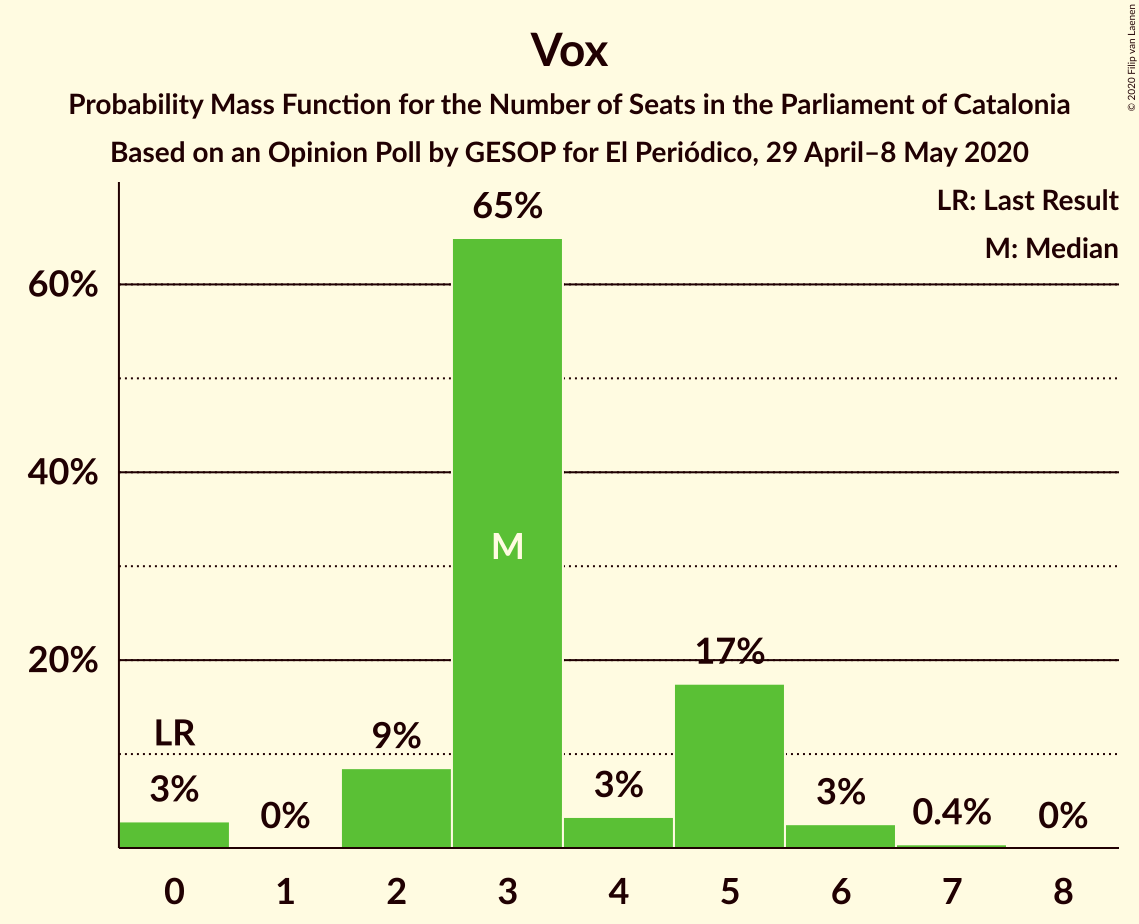 Vox
Probability Mass Function for the Number of Seats in the Parliament of Catalonia
Based on an Opinion Poll by GESOP for El Periódico, 29 April–8 May 2020
© 2020 Filip van Laenen
LR: Last Result
M: Median
60%
40%
20%
LR
3%
0%
9%
65%
M
3%
17%
3%
0.4%
0%
0 1 2 3 4 5 6 7 8